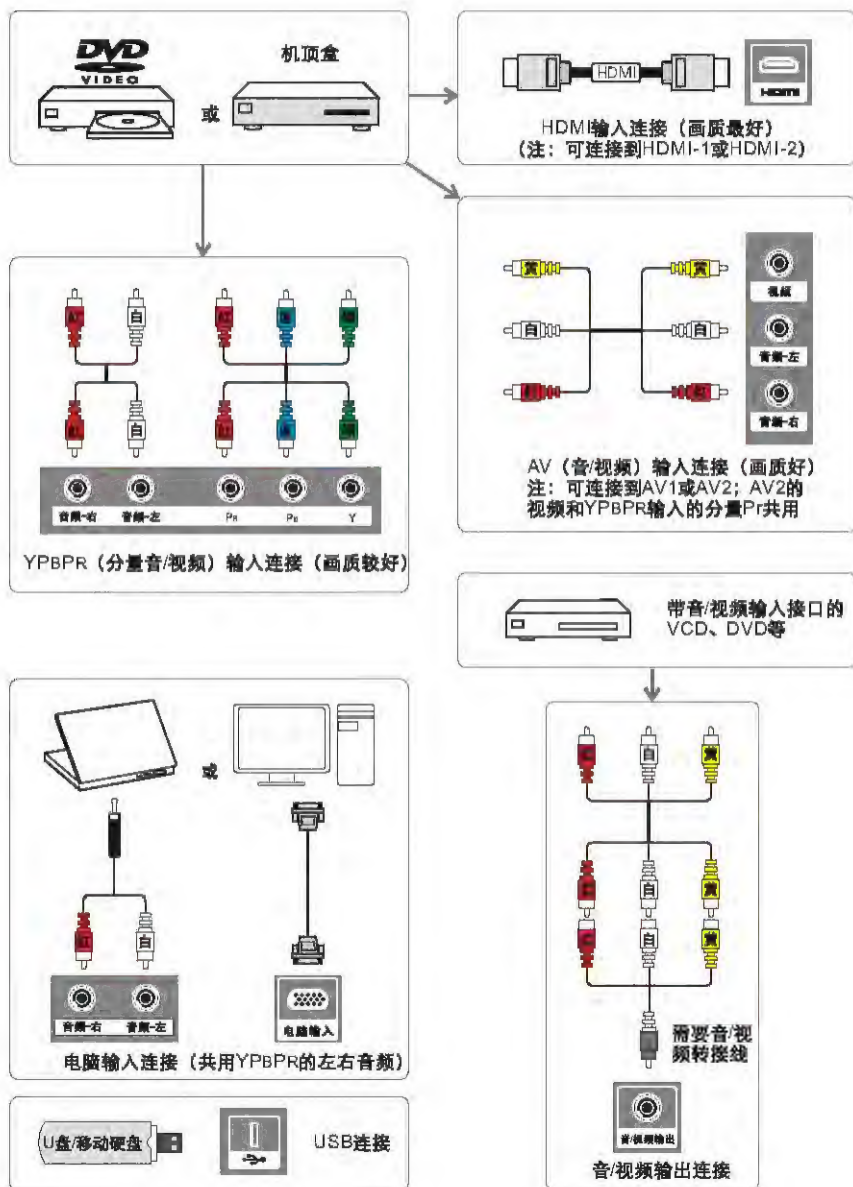 DVD
VIDEO
或
机顶盒
HDMI
HDMI
HDMI输入连接（画质最好）
（注：可连接到HDMI-1或HDMI-2）
红 白 红 蓝 绿
红 白 红 蓝 绿
音频-右 音频-左 PR PB Y
YPBPR（分量音/视频）输入连接（画质较好）
黄 黄
视频
白 白
音频-左
红 红
音频-右
AV（音/视频）输入连接（画质好）
注：可连接到AV1或AV2；AV2的
视频和YPBPR输入的分量Pr共用
带音/视频输入接口的
VCD、DVD等
或
红 白
音频-右 音频-左
电脑输入
电脑输入连接（共用YPBPR的左右音频）
红 白 黄
红 白 黄
红 白 黄
需要音/视
频转接线
音/视频输出
音/视频输出连接
U盘/移动硬盘
USB连接